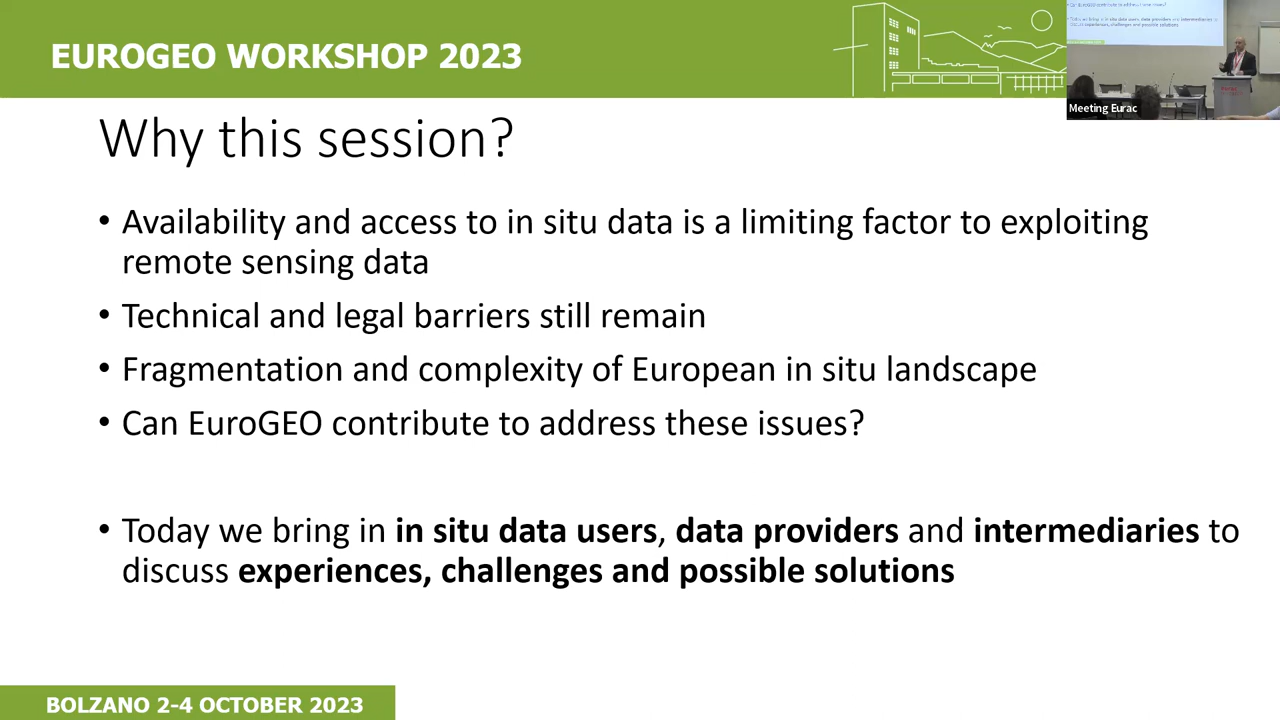 EUROGEO WORKSHOP 2023
Meeting Eurac
Why this session?
• Availability and access to in situ data is a limiting factor to exploiting
remote sensing data
• Technical and legal barriers still remain
• Fragmentation and complexity of European in situ landscape
• Can EuroGEO contribute to address these issues?
• Today we bring in in situ data users, data providers and intermediaries to
discuss experiences, challenges and possible solutions
BOLZANO 2-4 OCTOBER 2023